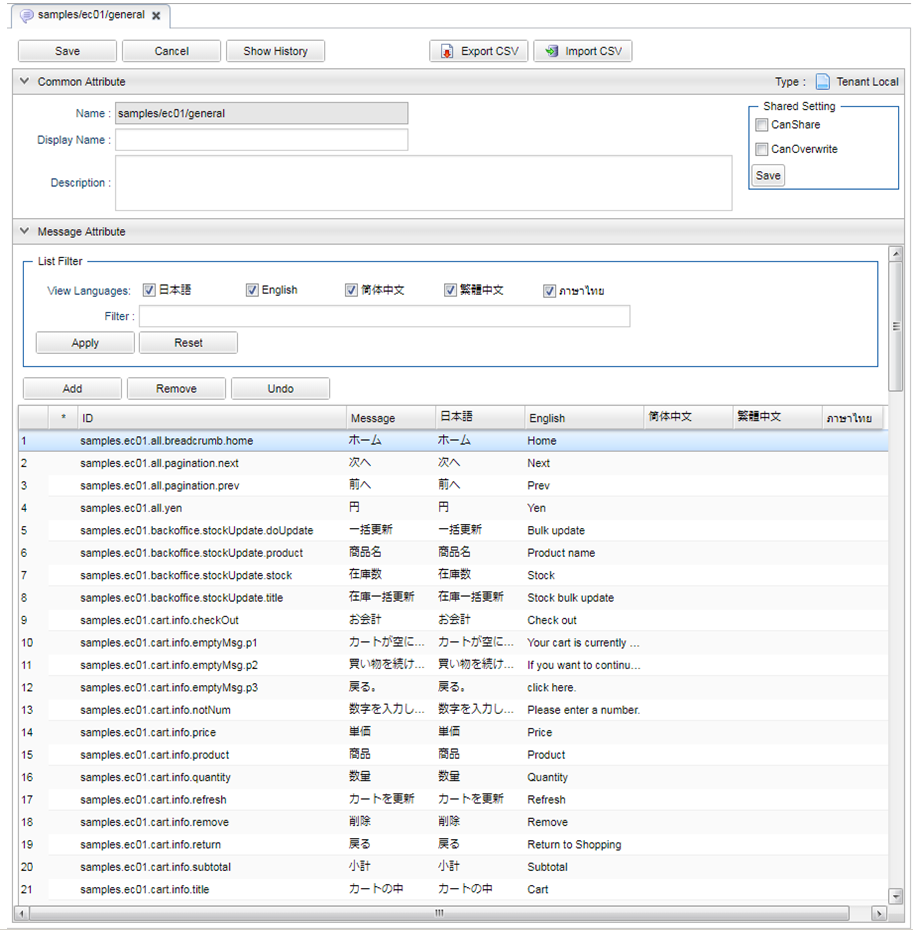 samples/ec01/general
Save Cancel Show History Export CSV Import CSV
Common Attribute Type : Tenant Local
Name : samples/ec01/general
Shared Setting
CanShare
Display Name :
CanOverwrite
Description :
Save
Message Attribute
List Filter
View Languages: 日本語 English 简体中文 繁體中文 ภาษาไทย
Filter :
Apply Reset
Add Remove Undo
* ID Message 日本語 English 简体中文 繁體中文 ภาษาไทย
1 samples.ec01.all.breadcrumb.home ホーム ホーム Home
2 samples.ec01.all.pagination.next 次へ 次へ Next
3 samples.ec01.all.pagination.prev 前へ 前へ Prev
4 samples.ec01.all.yen 円 円 Yen
5 samples.ec01.backoffice.stockUpdate.doUpdate 一括更新 一括更新 Bulk update
6 samples.ec01.backoffice.stockUpdate.product 商品名 商品名 Product name
7 samples.ec01.backoffice.stockUpdate.stock 在庫数 在庫数 Stock
8 samples.ec01.backoffice.stockUpdate.title 在庫一括更新 在庫一括更新 Stock bulk update
9 samples.ec01.cart.info.checkOut お会計 お会計 Check out
10 samples.ec01.cart.info.emptyMsg.p1 カートが空に... カートが空に... Your cart is currently ...
11 samples.ec01.cart.info.emptyMsg.p2 買い物を続け... 買い物を続け... If you want to continu...
12 samples.ec01.cart.info.emptyMsg.p3 戻る。 戻る。 click here.
13 samples.ec01.cart.info.notNum 数字を入力し... 数字を入力し... Please enter a number.
14 samples.ec01.cart.info.price 単価 単価 Price
15 samples.ec01.cart.info.product 商品 商品 Product
16 samples.ec01.cart.info.quantity 数量 数量 Quantity
17 samples.ec01.cart.info.refresh カートを更新 カートを更新 Refresh
18 samples.ec01.cart.info.remove 削除 削除 Remove
19 samples.ec01.cart.info.return 戻る 戻る Return to Shopping
20 samples.ec01.cart.info.subtotal 小計 小計 Subtotal
21 samples.ec01.cart.info.title カートの中 カートの中 Cart